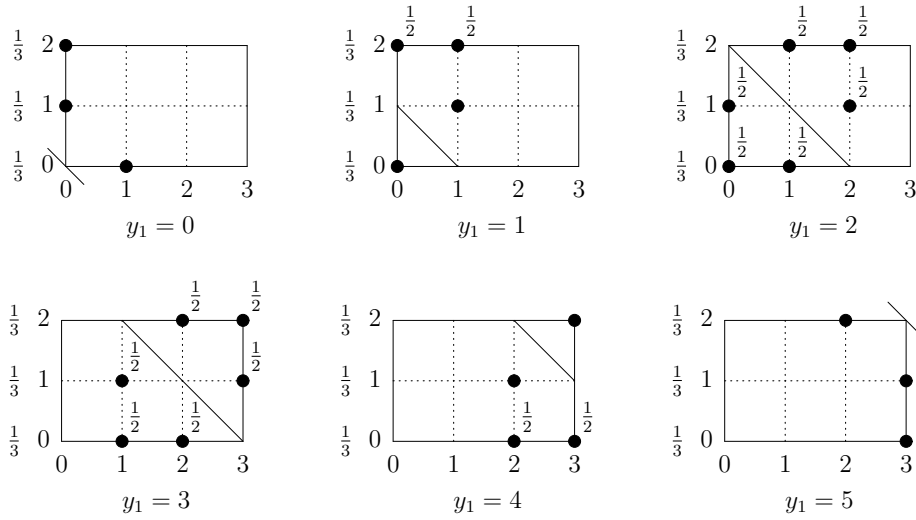 1/3 2
1/3 1
1/3 0
0 1 2 3
y₁ = 0
1/2 1/2
1/3 2
1/3 1
1/3 0
0 1 2 3
y₁ = 1
1/2 1/2
1/3 2
1/3 1 1/2 1/2
1/3 0 1/2 1/2
0 1 2 3
y₁ = 2
1/2 1/2
1/3 2
1/3 1 1/2 1/2
1/3 0 1/2 1/2
0 1 2 3
y₁ = 3
1/3 2
1/3 1
1/3 0 1/2 1/2
0 1 2 3
y₁ = 4
1/3 2
1/3 1
1/3 0
0 1 2 3
y₁ = 5